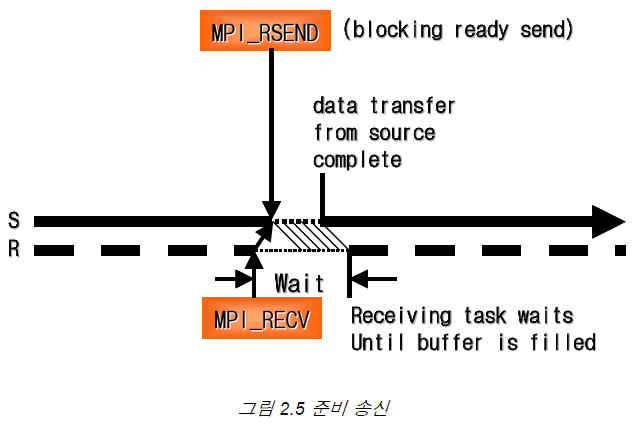 MPI_RSEND (blocking ready send)
data transfer
from source
complete
S
R
Wait
MPI_RECV
Receiving task waits
Until buffer is filled
그림 2.5 준비 송신